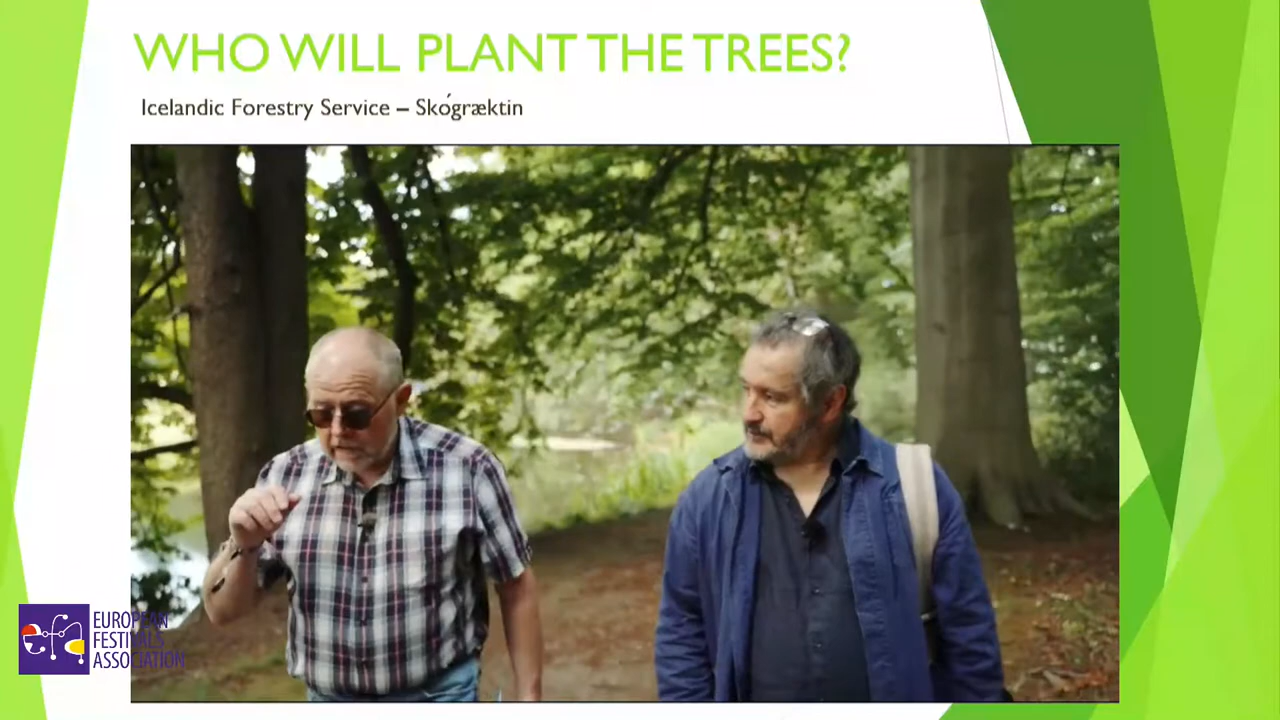 WHO WILL PLANT THE TREES?
Icelandic Forestry Service – Skógræktin
EUROPEAN
FESTIVALS
ASSOCIATION